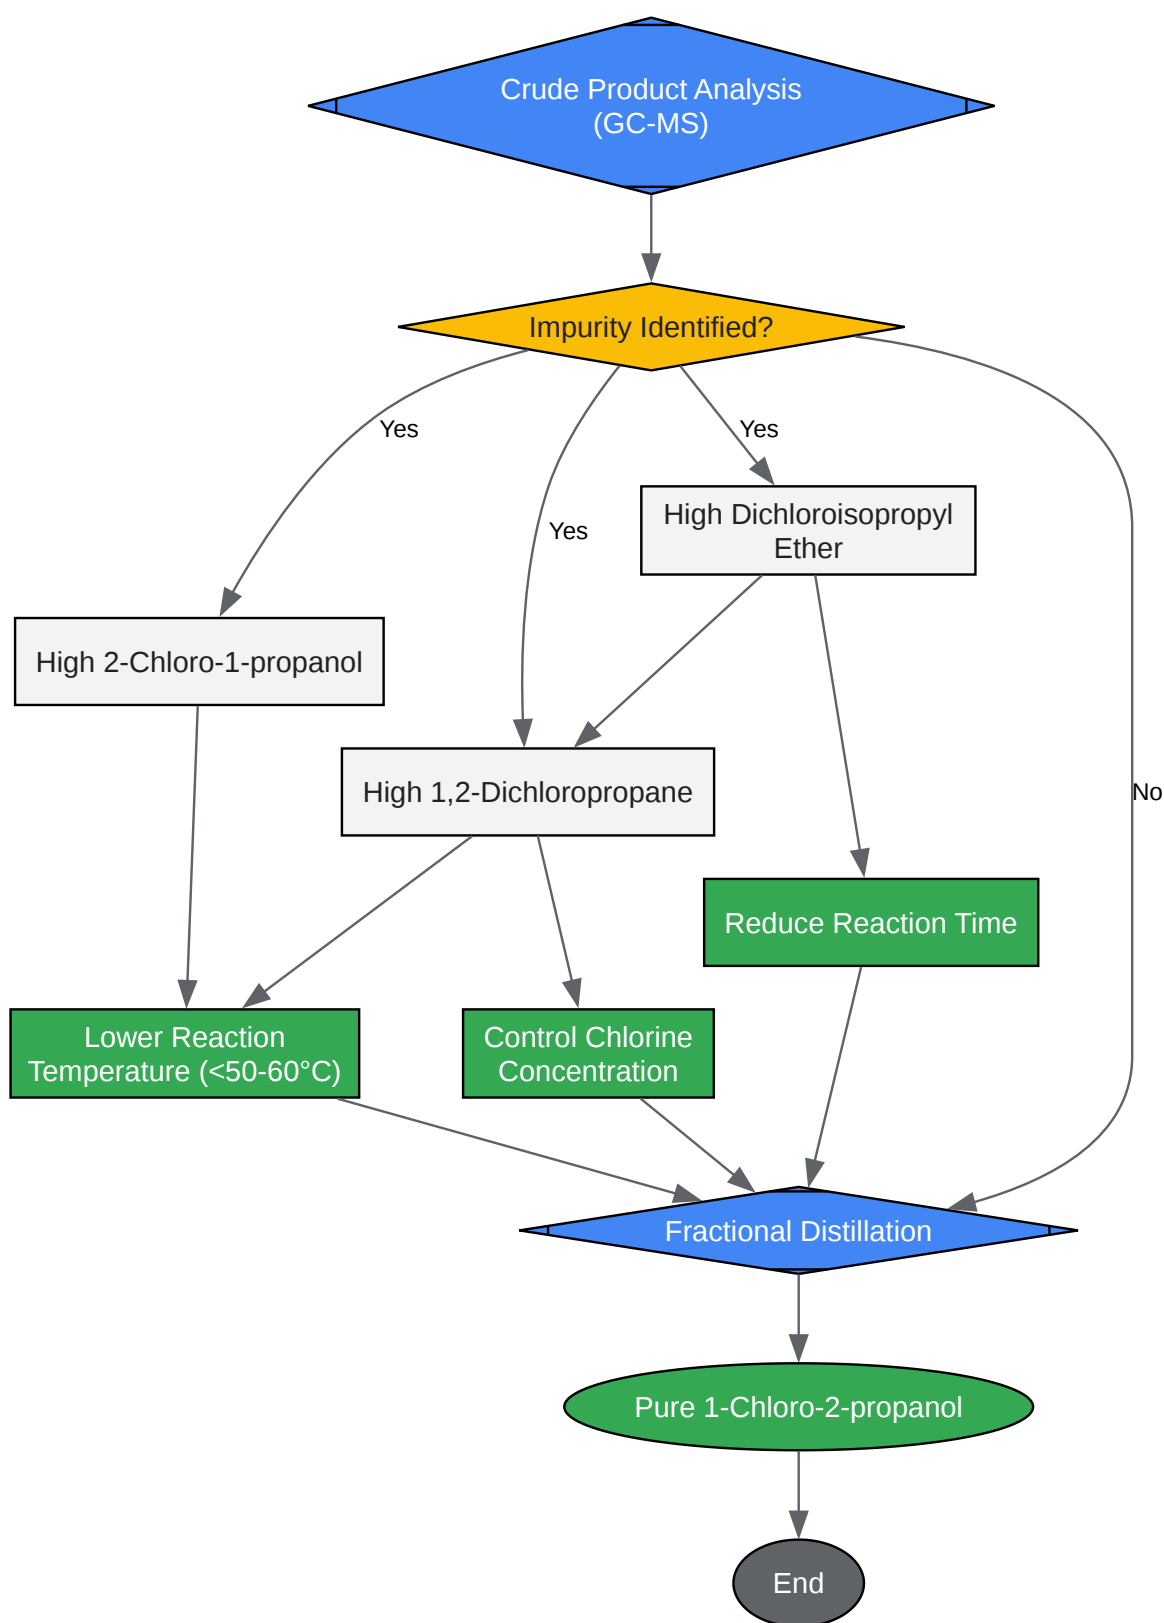 Crude Product Analysis
(GC-MS)
Impurity Identified?
Yes
Yes
Yes
High Dichloroisopropyl
Ether
High 2-Chloro-1-propanol
High 1,2-Dichloropropane
No
Reduce Reaction Time
Lower Reaction
Temperature (<50-60°C)
Control Chlorine
Concentration
Fractional Distillation
Pure 1-Chloro-2-propanol
End